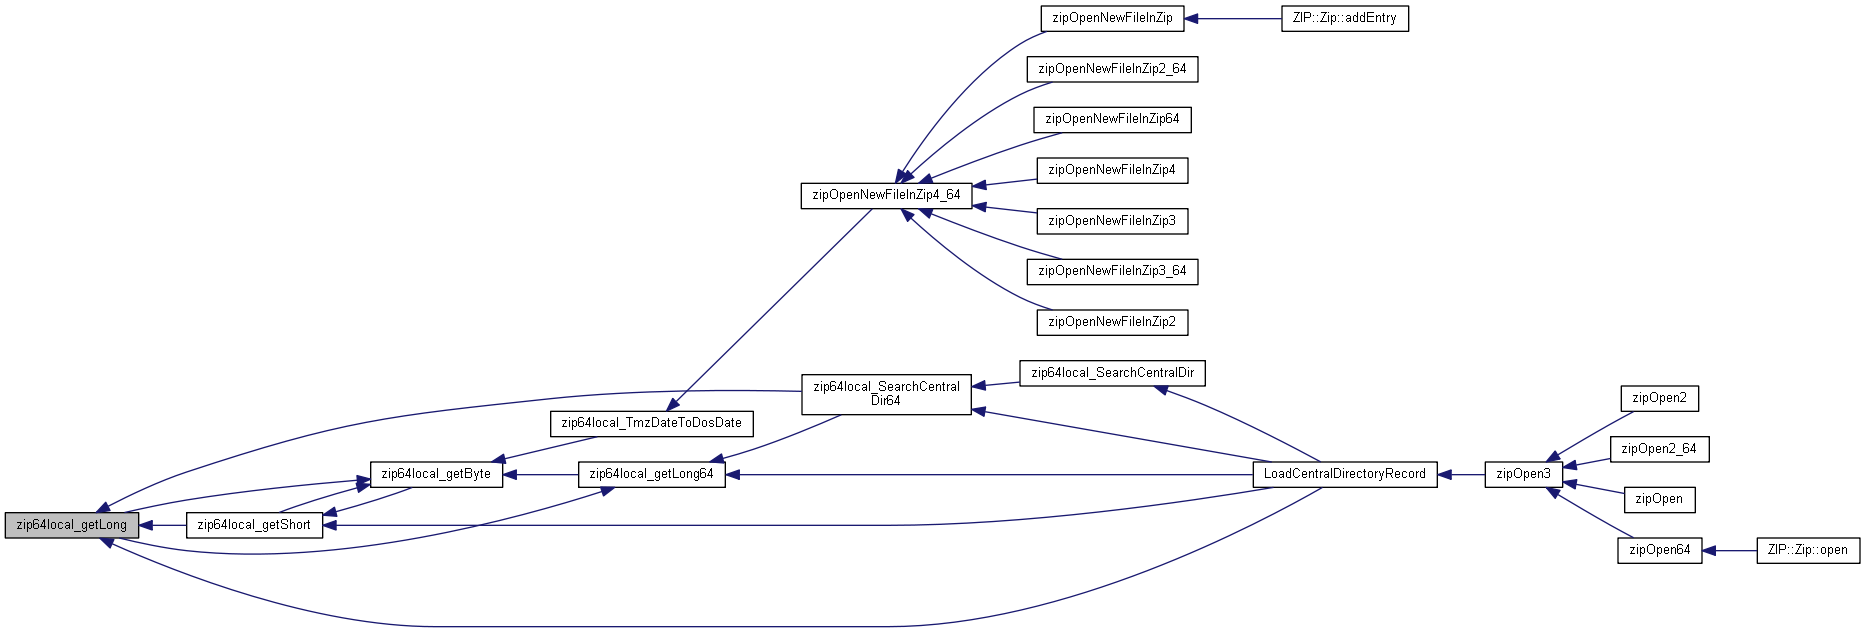 zipOpenNewFileInZip
ZIP::Zip::addEntry
zipOpenNewFileInZip2_64
zipOpenNewFileInZip64
zipOpenNewFileInZip4
zipOpenNewFileInZip4_64
zipOpenNewFileInZip3
zipOpenNewFileInZip3_64
zipOpenNewFileInZip2
zip64local_SearchCentralDir
zip64local_SearchCentral
Dir64
zipOpen2
zip64local_TmzDateToDosDate
zipOpen2_64
zip64local_getByte
zip64local_getLong64
LoadCentralDirectoryRecord
zipOpen3
zipOpen
zip64local_getLong
zip64local_getShort
zipOpen64
ZIP::Zip::open